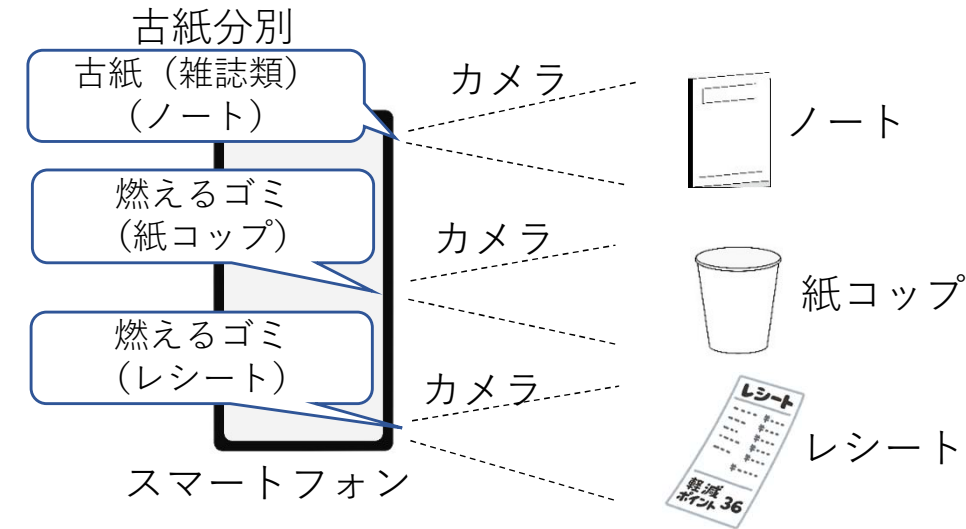 古紙分別
古紙（雑誌類）
（ノート）
カメラ
ノート
燃えるゴミ
（紙コップ）
カメラ
紙コップ
燃えるゴミ
（レシート）
カメラ
レシート
軽減
ポイント 36
レシート
スマートフォン